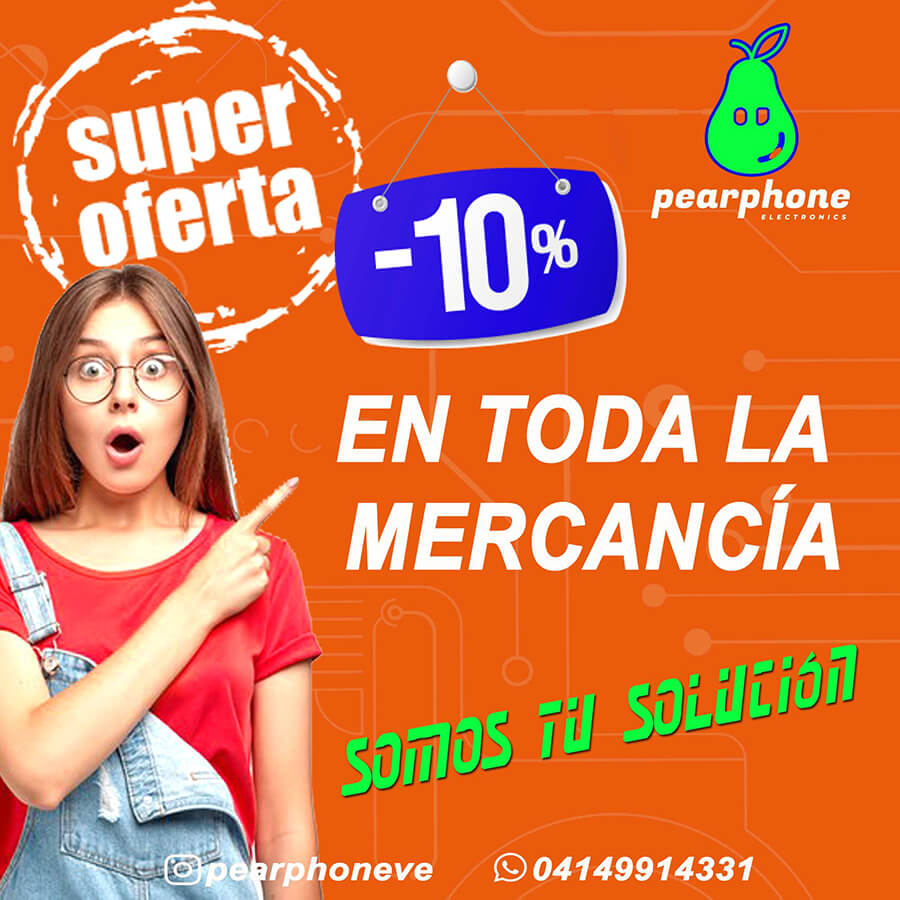 super
oferta
-10%
pearphone
ELECTRONICS
EN TODA LA
MERCANCÍA
SOMOS TU SOLUCIÓN
pearphoneve
04149914331